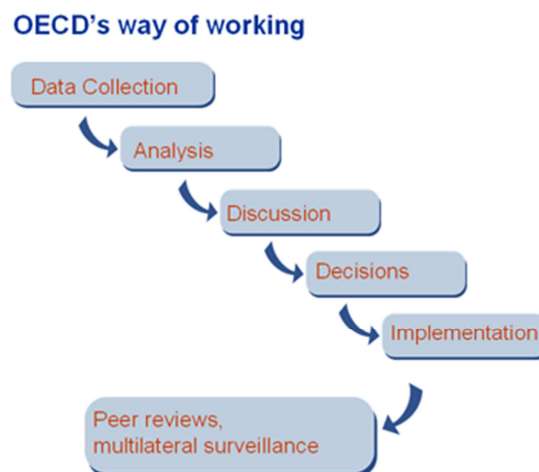 OECD's way of working
Data Collection
Analysis
Discussion
Decisions
Implementation
Peer reviews,
multilateral surveillance